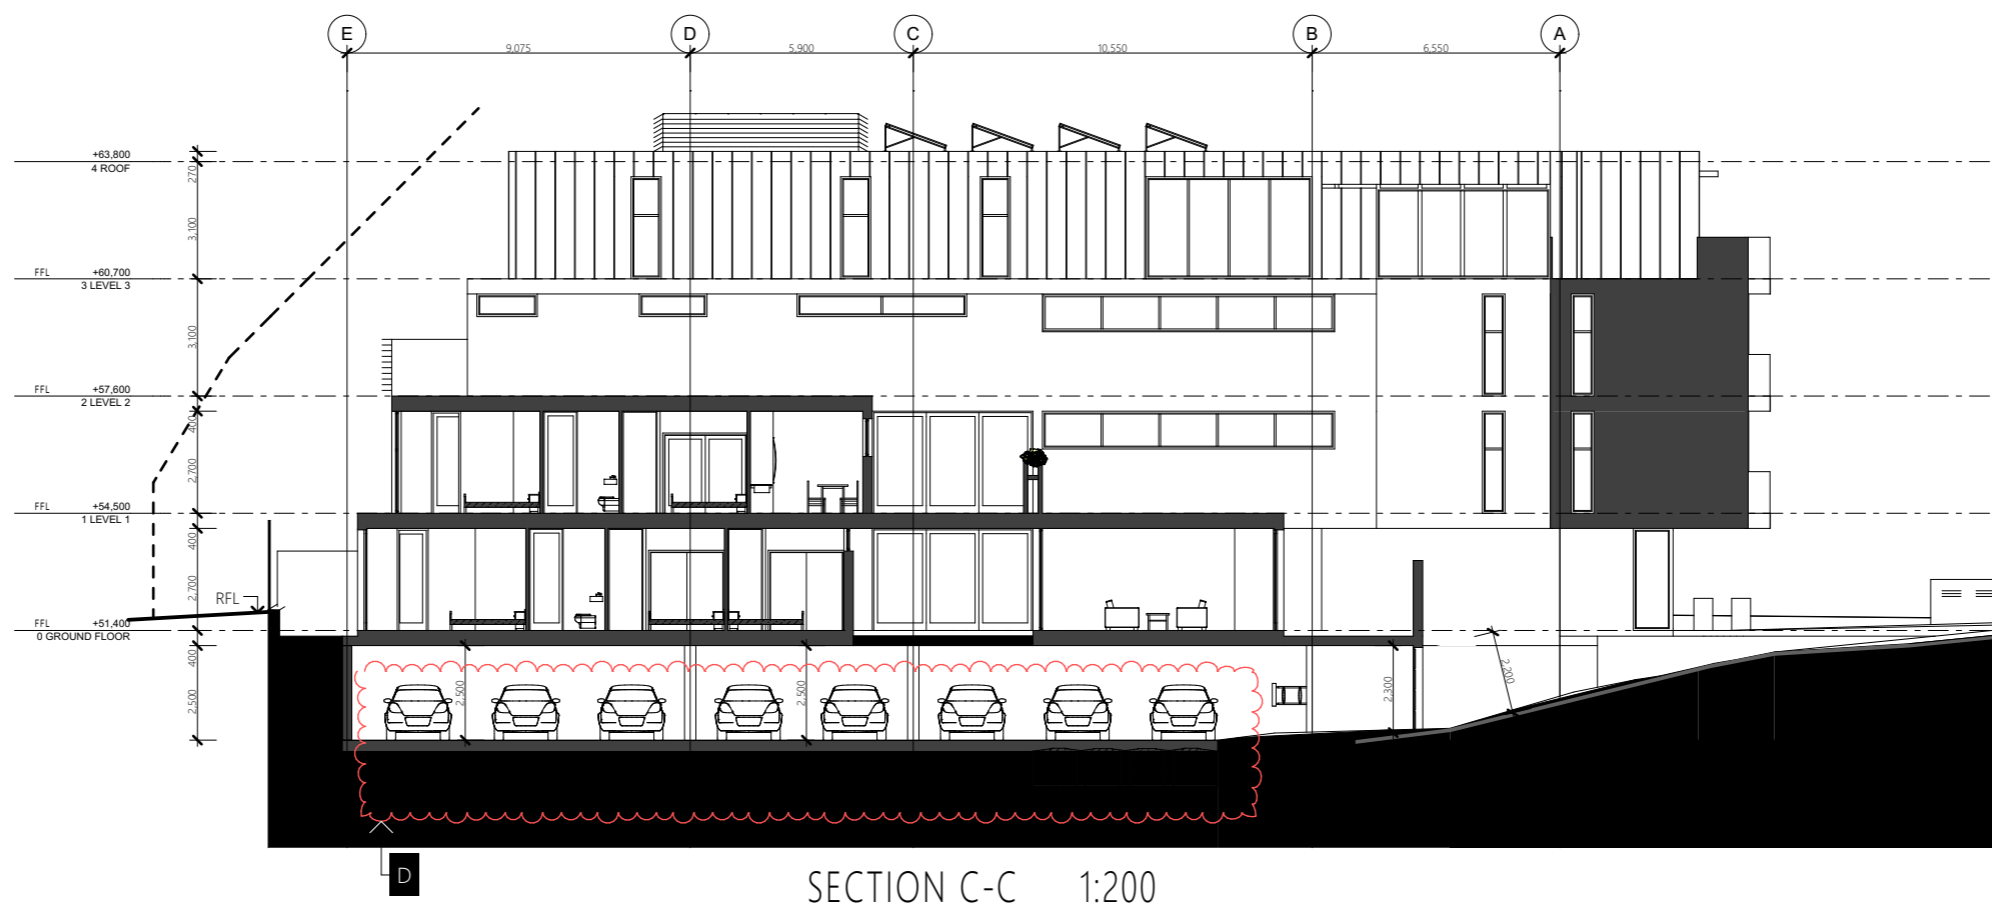 E D C B A
9,075 5,900 10,550 6,550
+63,800
4 ROOF
270
3,100
FFL +60,700
3 LEVEL 3
3,100
FFL +57,600
2 LEVEL 2
400
2,700
FFL +54,500
1 LEVEL 1
400
2,700
RFL
FFL +51,400
0 GROUND FLOOR
400
2,500
2,500
2,500
2,300
2,200
D
SECTION C-C 1:200